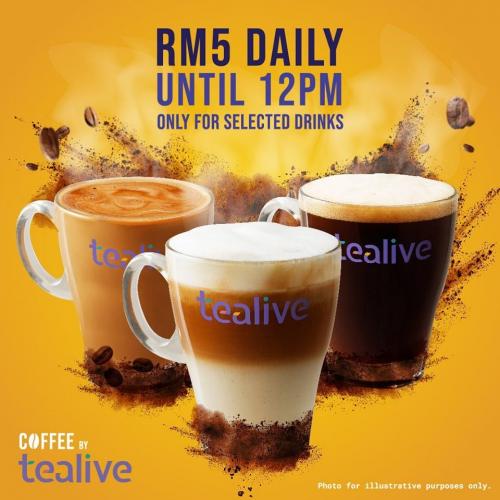 RM5 DAILY
UNTIL 12PM
ONLY FOR SELECTED DRINKS
tealive
tealive
tealive
COFFEE BY
tealive
Photo for illustrative purposes only.